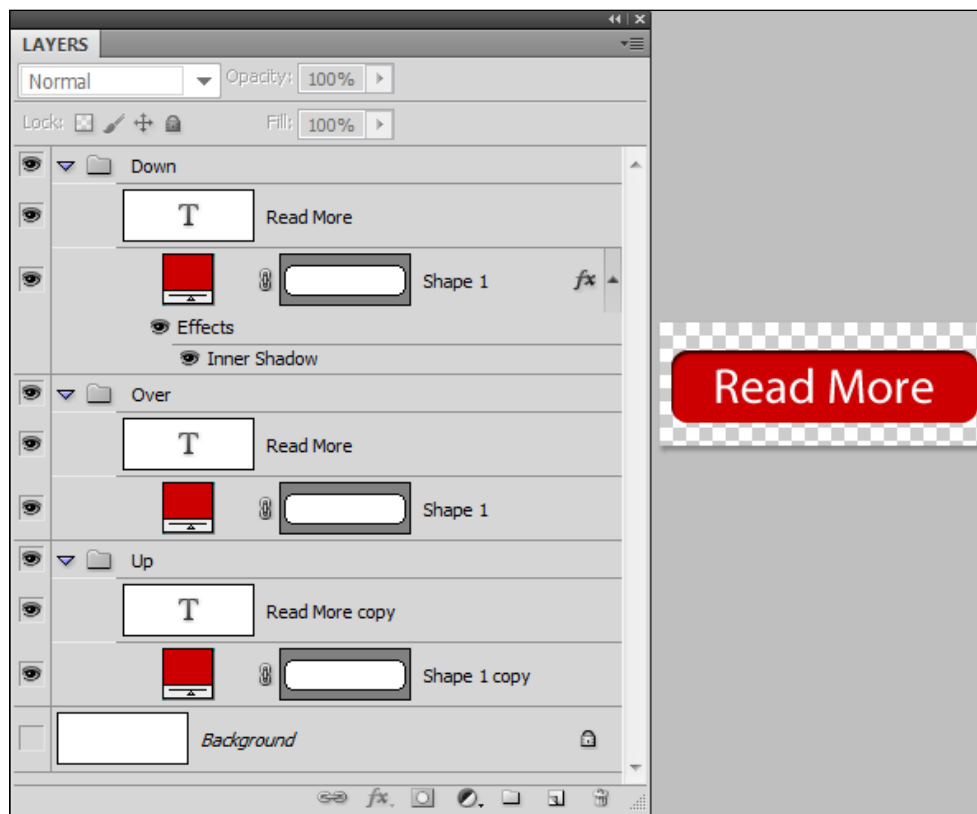 LAYERS
Normal Opacity: 100%
Lock: Fill: 100%
Down
T Read More
Shape 1 fx
Effects
Inner Shadow
Over
Read More
T Read More
Shape 1
Up
T Read More copy
Shape 1 copy
Background
fx.